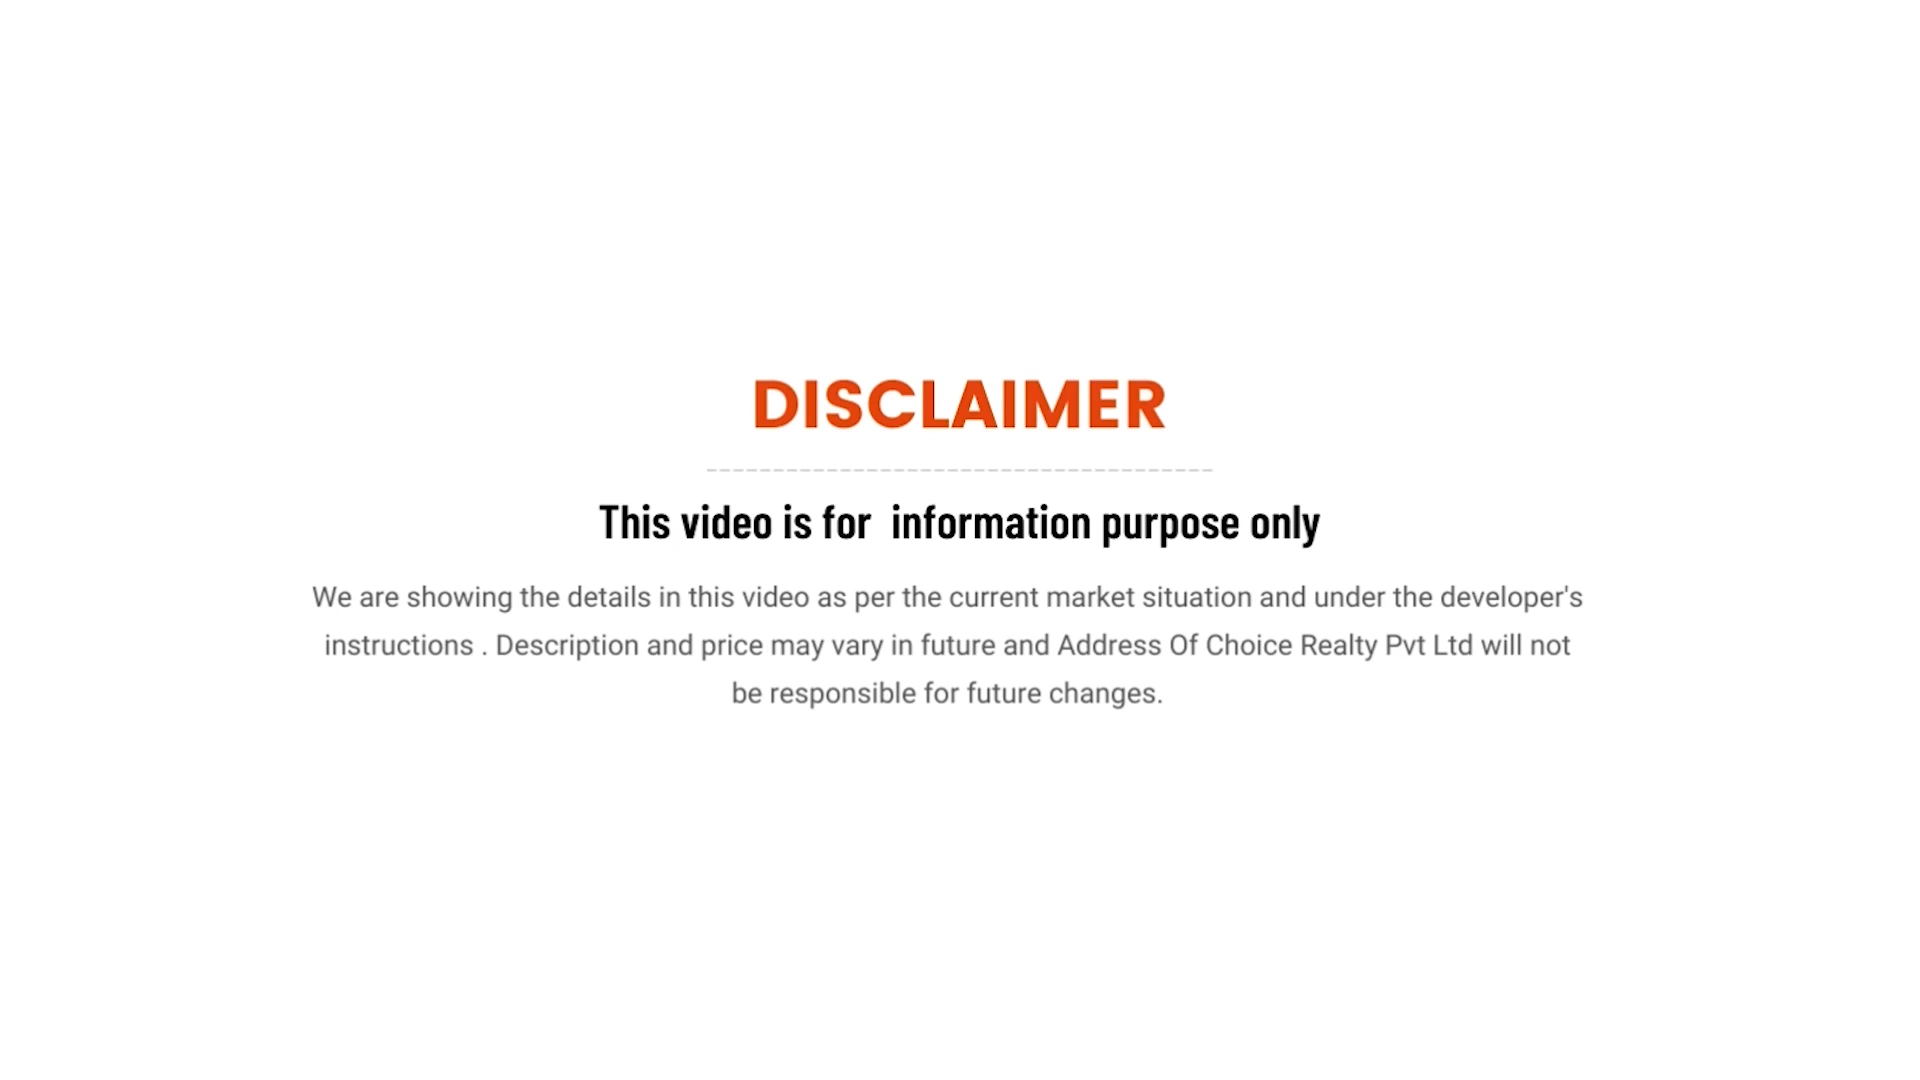 DISCLAIMER
This video is for  information purpose only
We are showing the details in this video as per the current market situation and under the developer's
instructions . Description and price may vary in future and Address Of Choice Realty Pvt Ltd will not
be responsible for future changes.